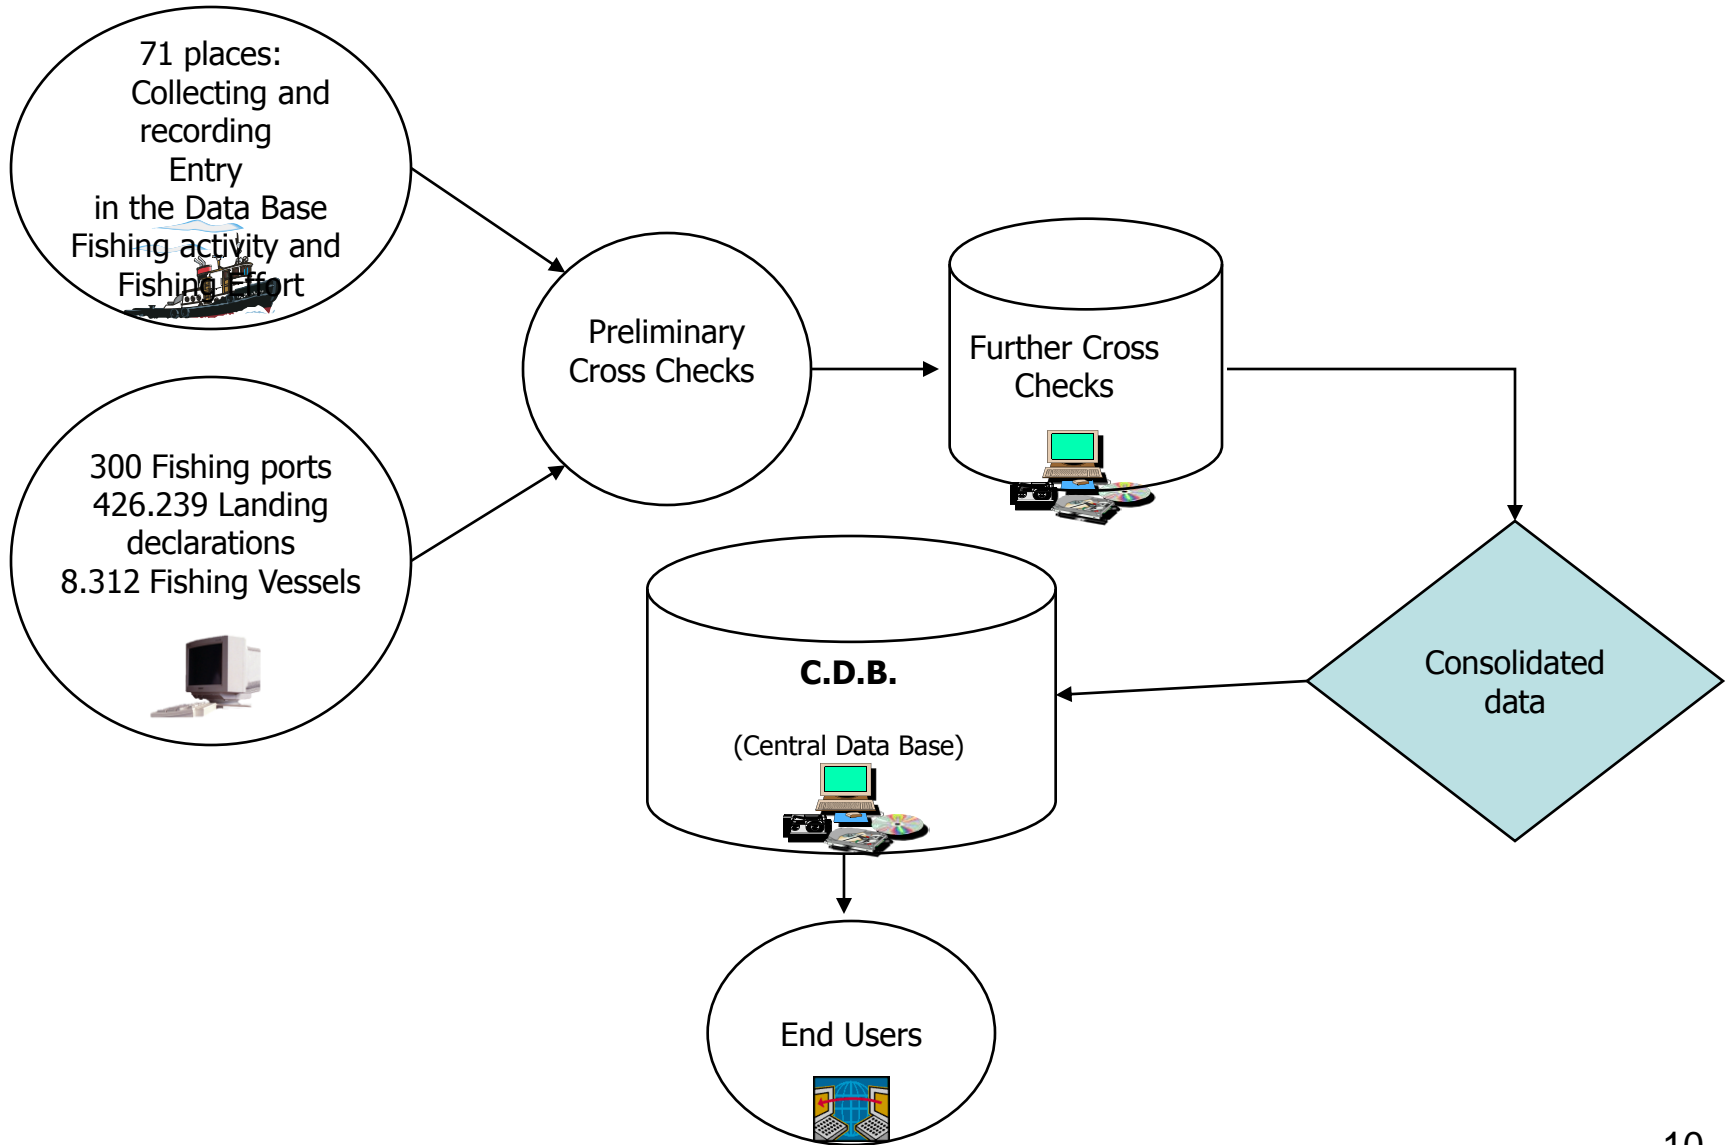 71 places:
Collecting and
recording
Entry
in the Data Base
Fishing activity and
Fishing Effort
300 Fishing ports
426.239 Landing
declarations
8.312 Fishing Vessels
Preliminary
Cross Checks
Further Cross
Checks
Consolidated
data
C.D.B.
(Central Data Base)
End Users
10